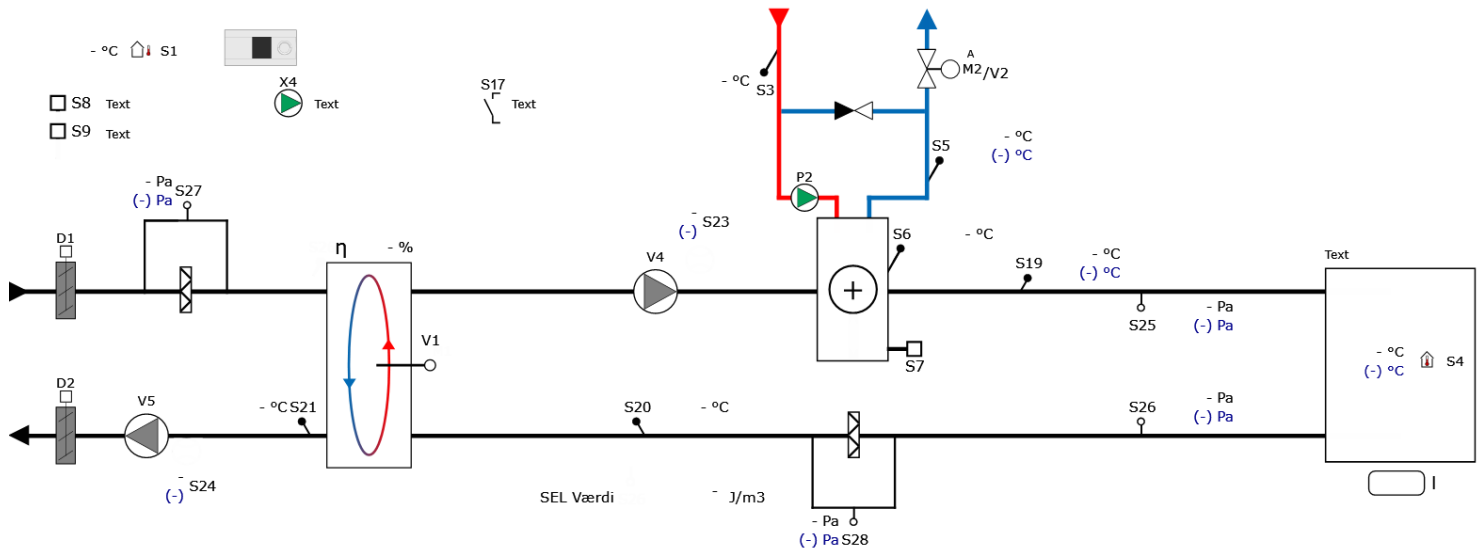 - °C S1
X4
Text
S17
Text
S8 Text
S9 Text
- °C
S3
A
M2/V2
S5
- °C
(-) °C
P2
- Pa
(-) Pa
S27
D1
η - %
-
(-) S23
V4
S6
- °C
S19
- °C
(-) °C
S25
- Pa
(-) Pa
Text
- °C
(-) °C
S4
V1
S7
D2
V5
- °C S21
S20 - °C
S26
- Pa
(-) Pa
-
(-) S24
SEL Værdi - J/m3
- Pa
(-) Pa S28
I